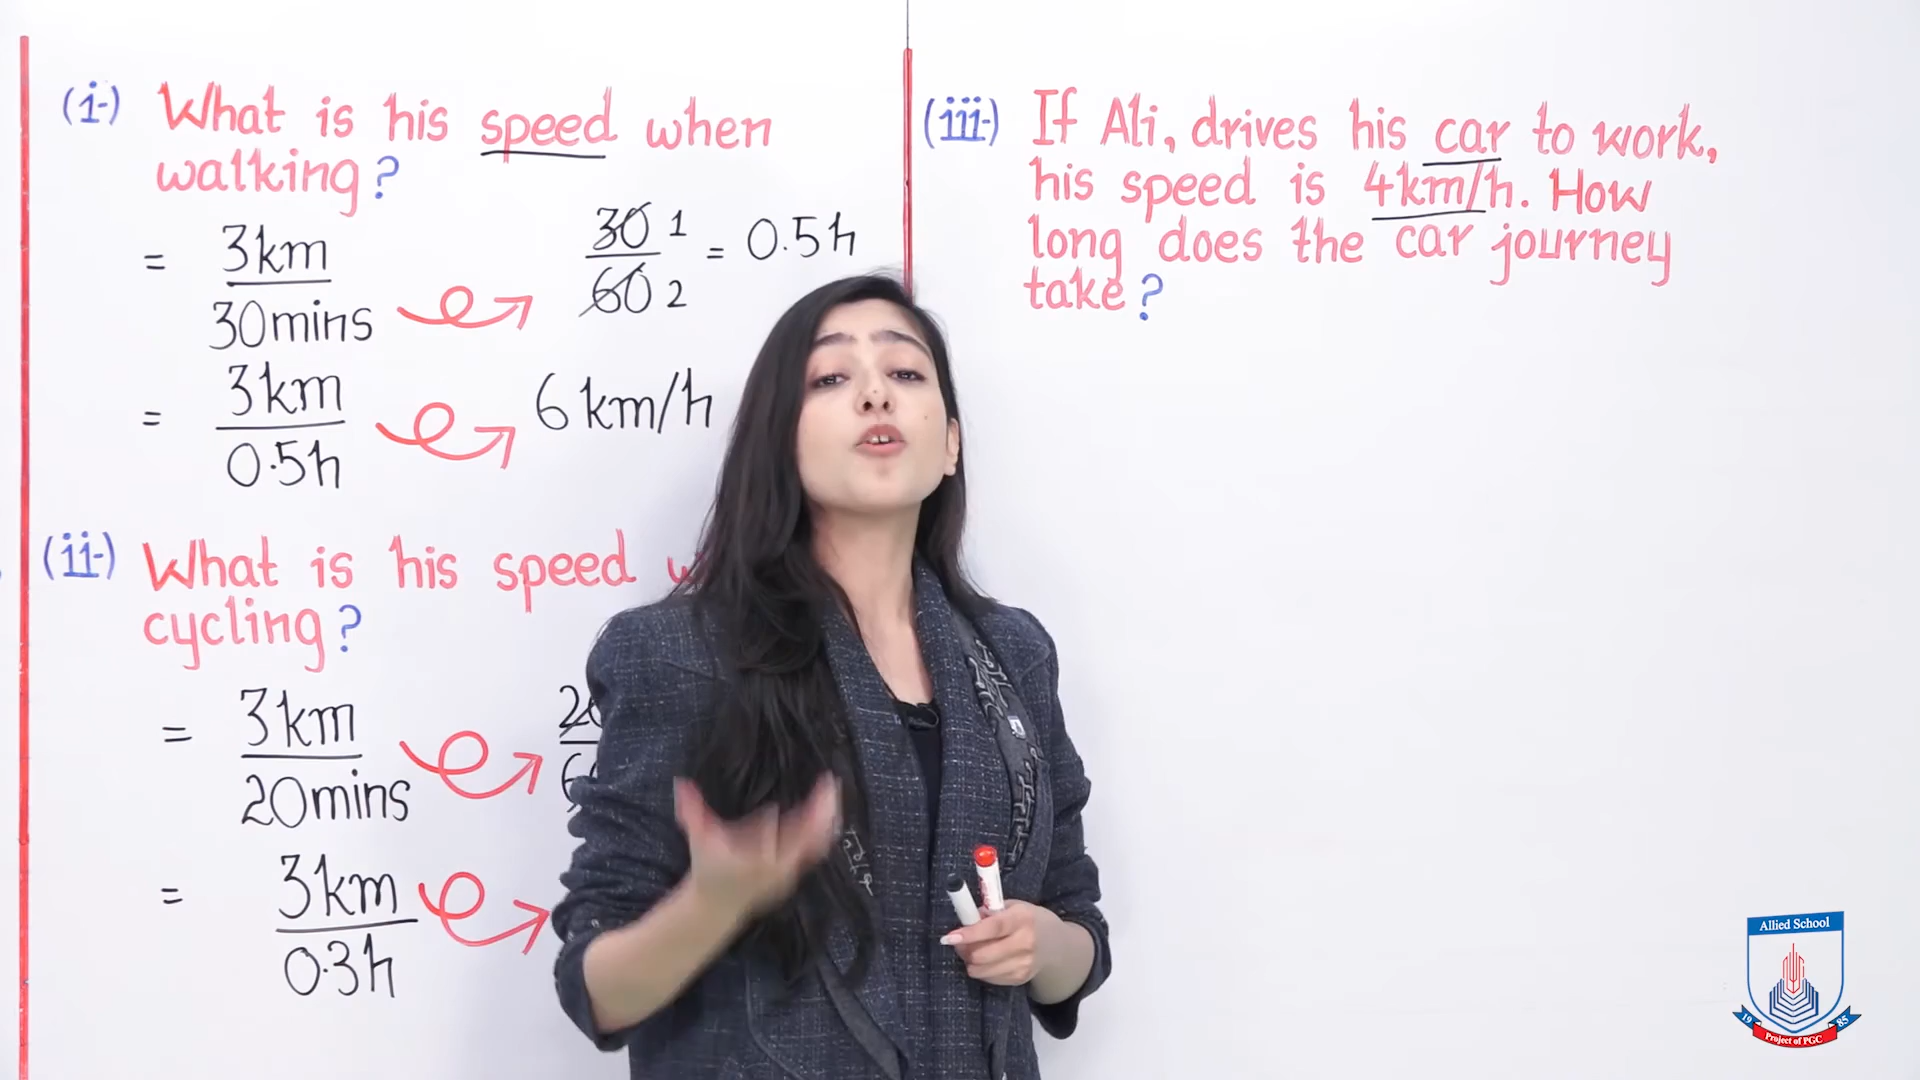 (i-) What is his speed when
walking?
= 3km
30mins
30 1
60 2
= 0.5h
= 3km
0.5h
6 km/h
(ii-) What is his speed
cycling?
= 3km
20mins
= 3km
0.3h
(iii-) If Ali, drives his car to work,
his speed is 4km/h. How
long does the car journey
take?
Allied School
19 85
Project of PGC